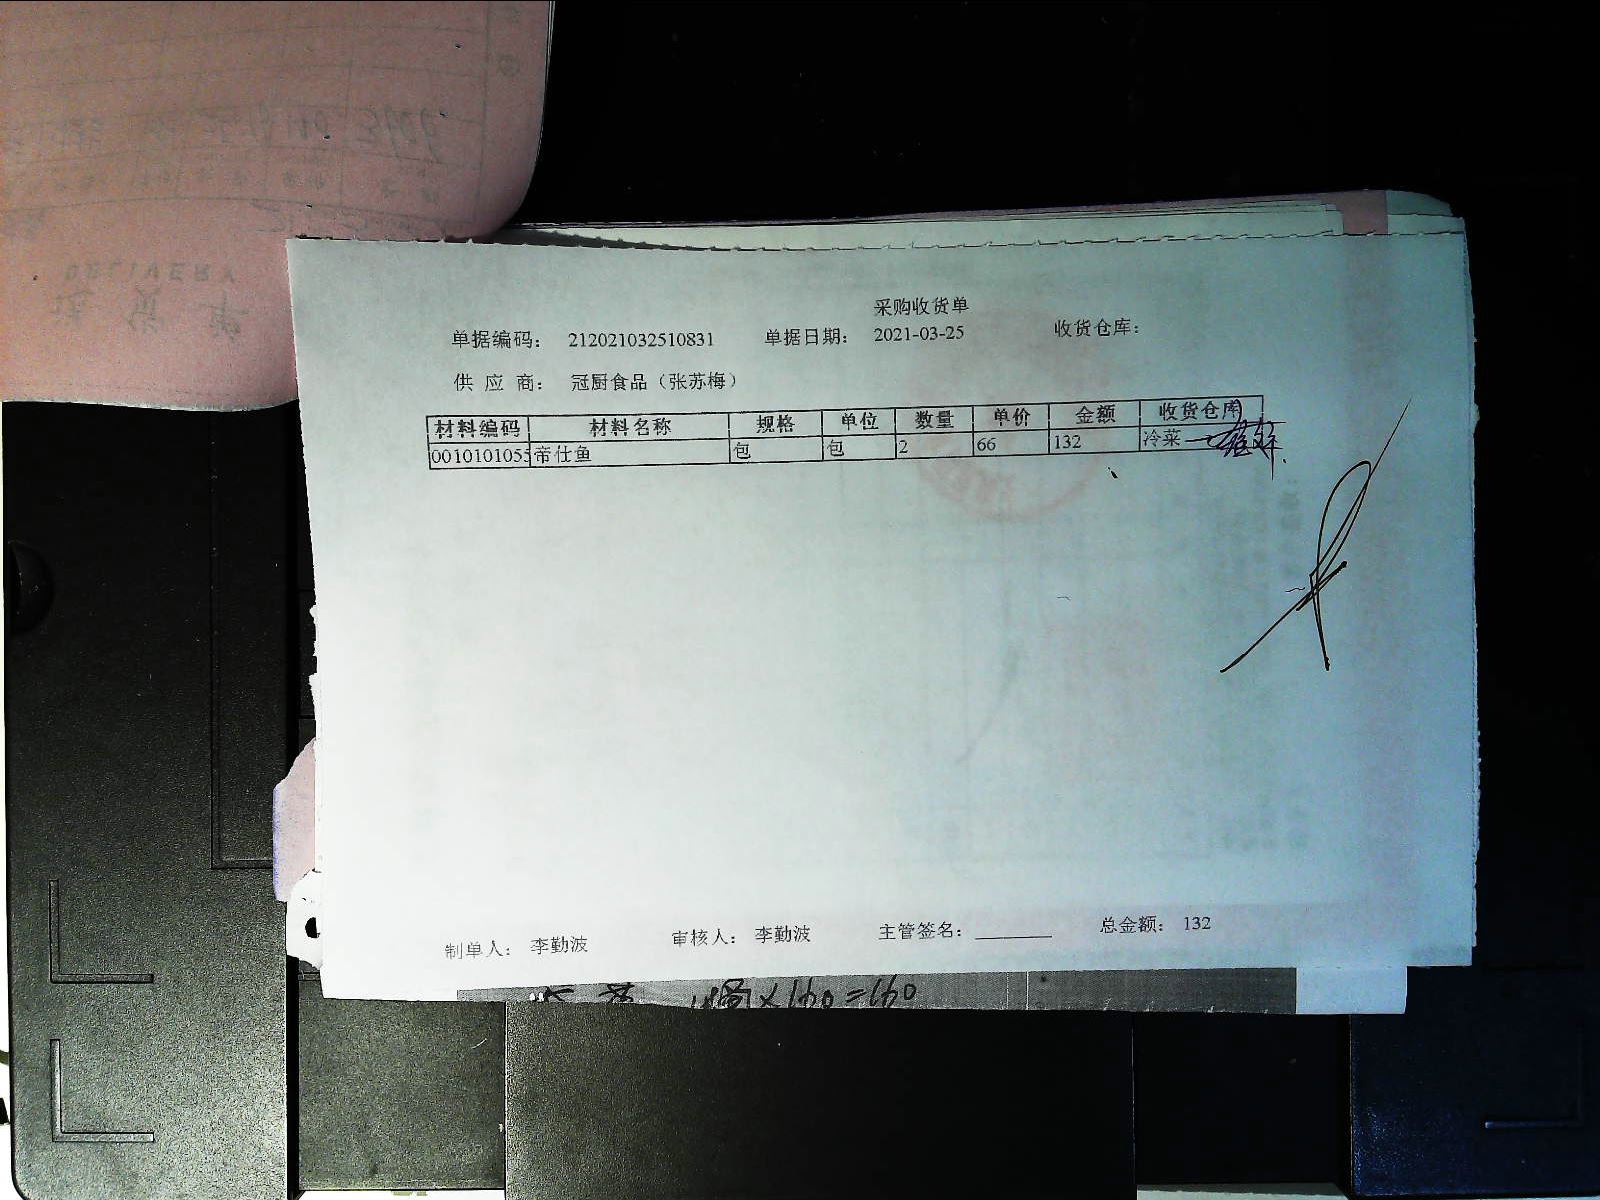 DELIVERY
采购收货单
单据编码： 212021032510831 单据日期： 2021-03-25 收货仓库：
供 应 商： 冠厨食品（张苏梅）
材料编码 材料名称 规格 单位 数量 单价 金额 收货仓库
0010101055 帝仕鱼 包 包 2 66 132 冷菜
制单人： 李勤波 审核人： 李勤波 主管签名： 总金额： 132
×160=160